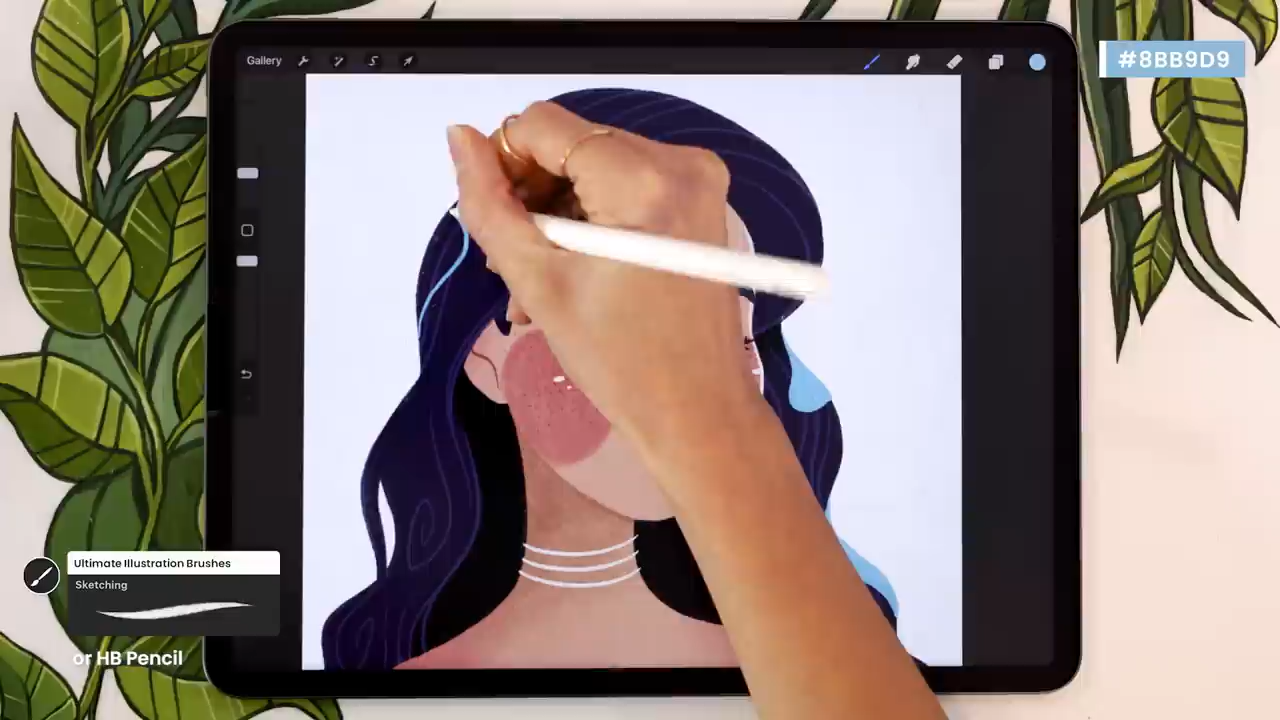 Gallery
#8BB9D9
Ultimate Illustration Brushes
Sketching
or HB Pencil